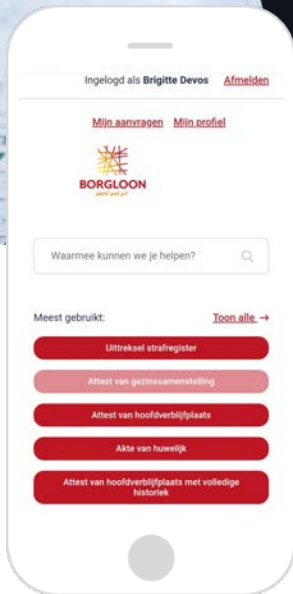 Ingelogd als Brigitte Devos Afmelden
Mijn aanvragen Mijn profiel
BORGLOON
Waarmee kunnen we je helpen?
Meest gebruikt: Toon alle →
Uittreksel strafregister
Attest van gezinssamenstelling
Attest van hoofdverblijfplaats
Akte van huwelijk
Attest van hoofdverblijfplaats met volledige
historiek